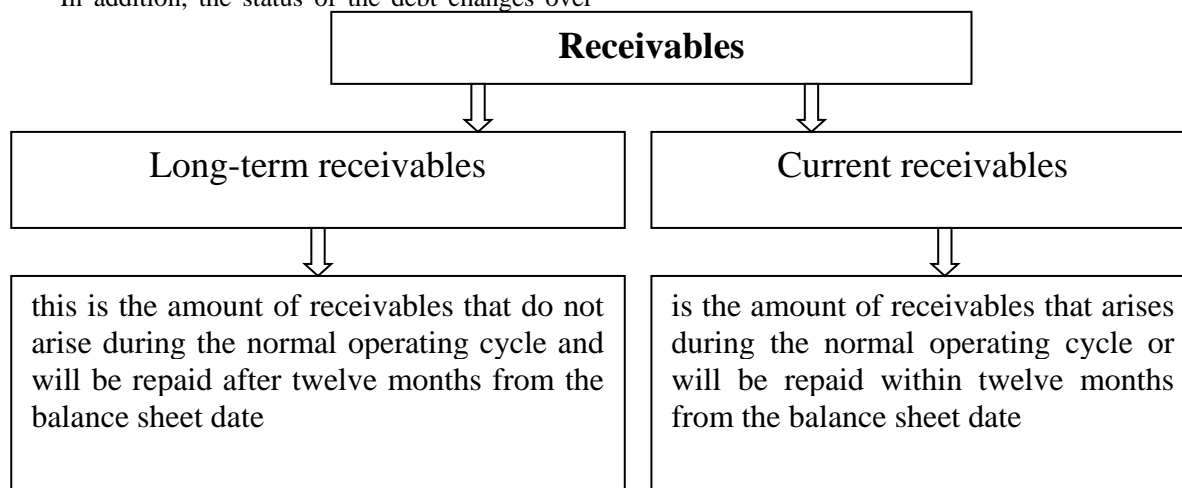 In addition, the status of the debt changes over
Receivables
Long-term receivables
Current receivables
this is the amount of receivables that do not
arise during the normal operating cycle and
will be repaid after twelve months from the
balance sheet date
is the amount of receivables that arises
during the normal operating cycle or
will be repaid within twelve months
from the balance sheet date